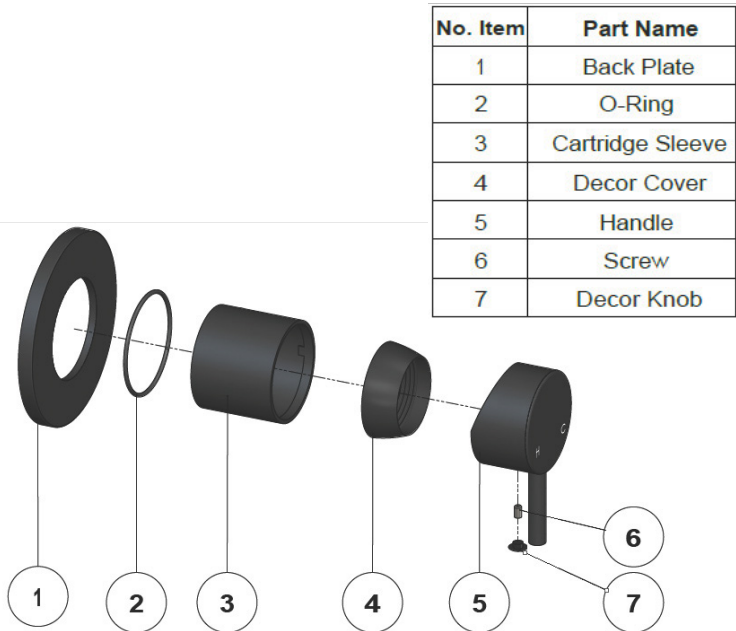 No. Item Part Name
1 Back Plate
2 O-Ring
3 Cartridge Sleeve
4 Decor Cover
5 Handle
6 Screw
7 Decor Knob
C
H
6
1 2 3 4 5 7